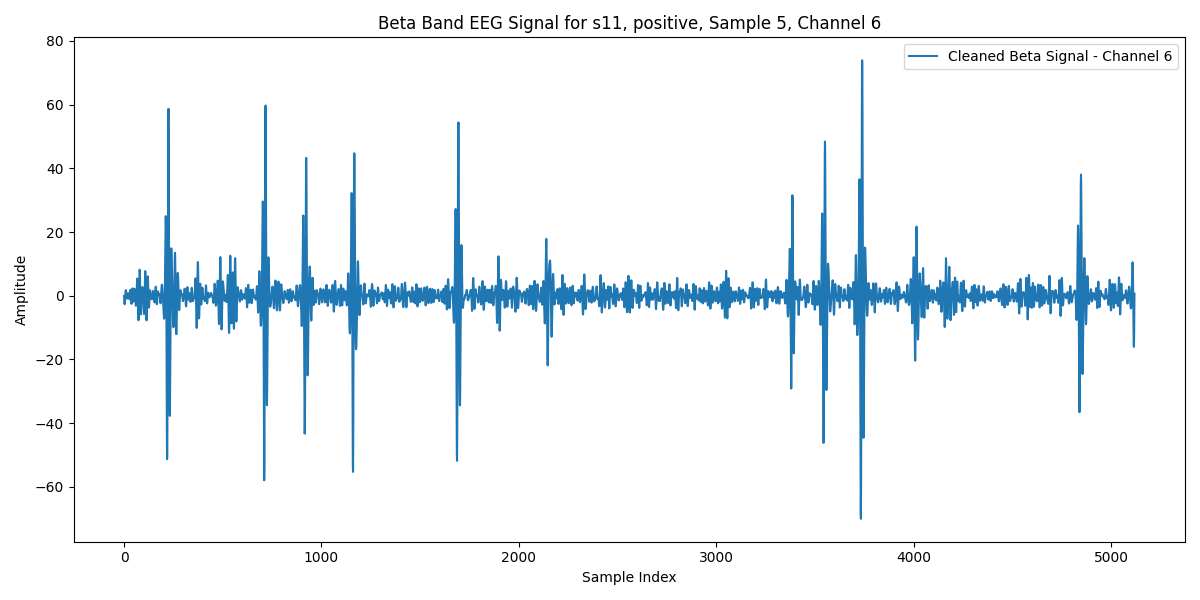 Beta Band EEG Signal for s11, positive, Sample 5, Channel 6
Cleaned Beta Signal - Channel 6
80
60
40
20
0
−20
−40
−60
Amplitude
0 1000 2000 3000 4000 5000
Sample Index